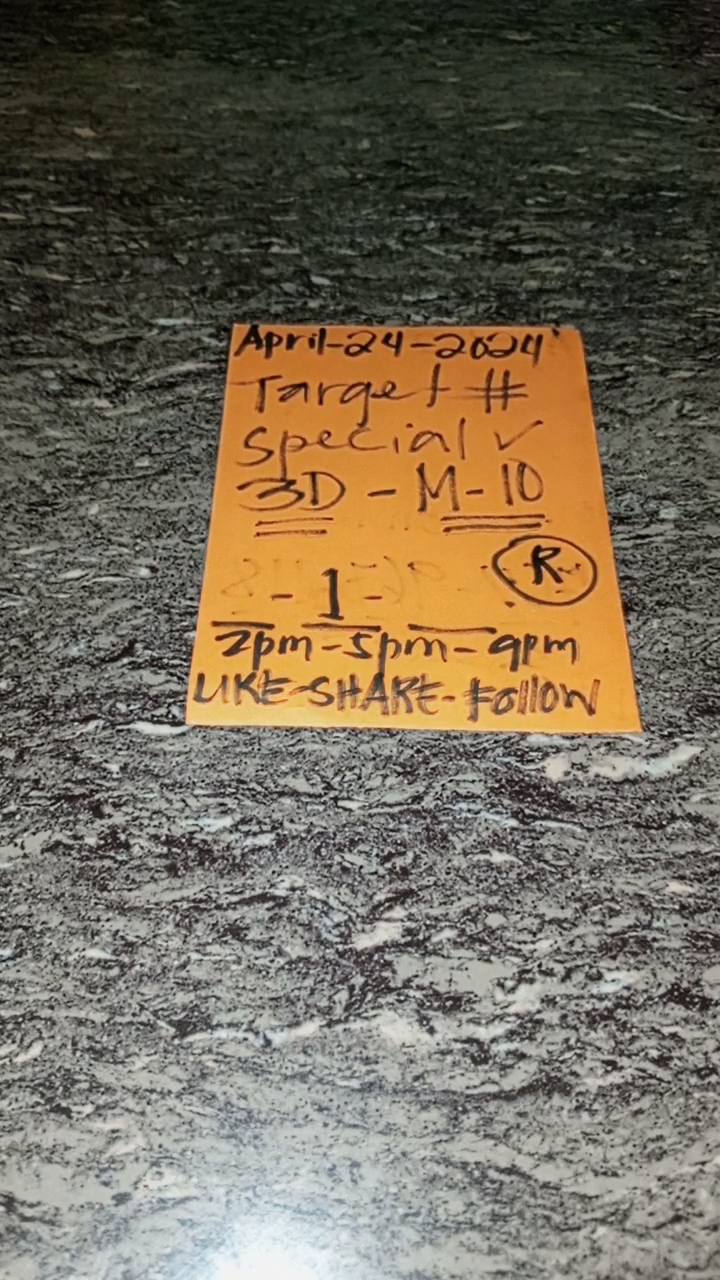 April-24-2024
Target #
Special ✓
3D - M-10
R
- 1 -
2pm-5pm-9pm
LIKE-SHARE-Follow